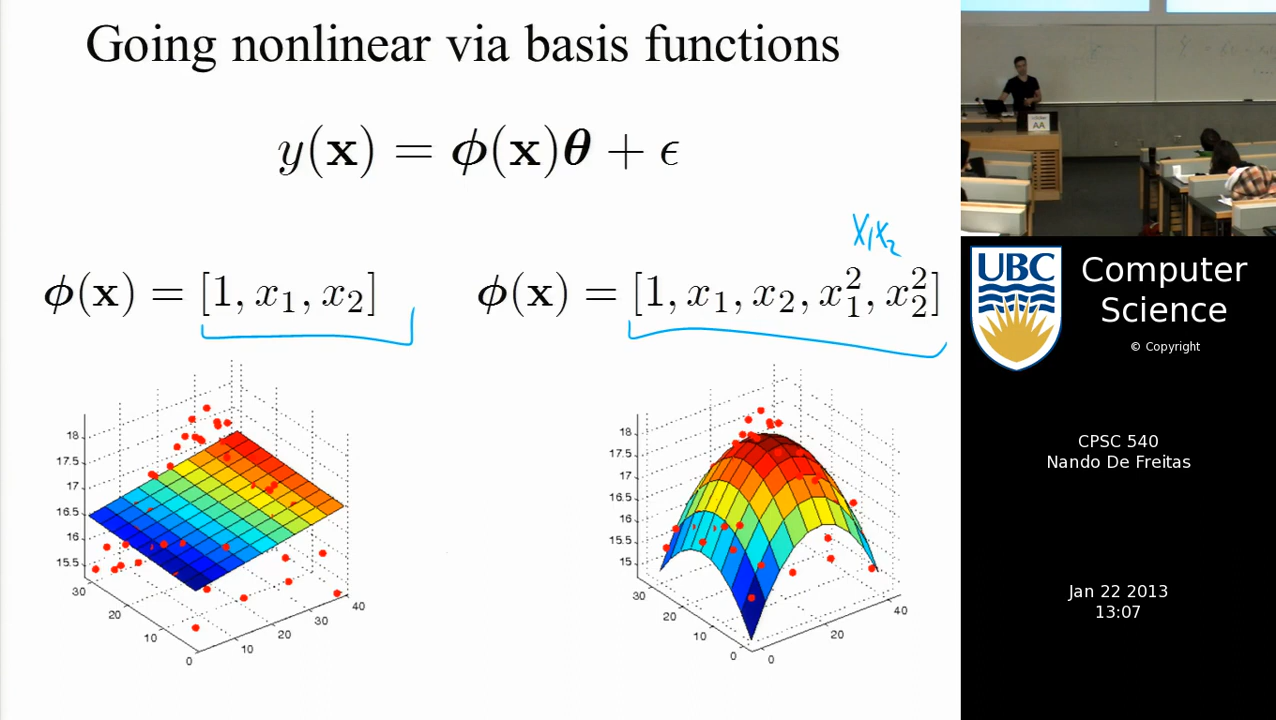 Going nonlinear via basis functions
y(x) = ϕ(x)θ + ϵ
x₁x₂
ϕ(x) = [1, x₁, x₂]
ϕ(x) = [1, x₁, x₂, x₁², x₂²]
18
17.5
17
16.5
16
15.5
30
20
10
0
10
20
30
40
18
17.5
17
16.5
16
15.5
15
30
20
10
0
0
20
40
AA
UBC
Computer
Science
© Copyright
CPSC 540
Nando De Freitas
Jan 22 2013
13:07